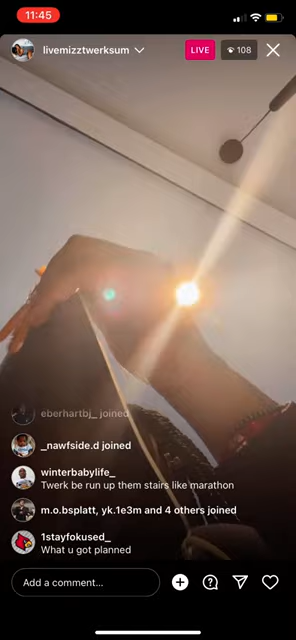 11:45
livemizztwerksum
LIVE
108
eberhartbj_ joined
_nawfside.d joined
winterbabylife_
Twerk be run up them stairs like marathon
m.o.bsplatt, yk.1e3m and 4 others joined
1stayfokused_
What u got planned
Add a comment...